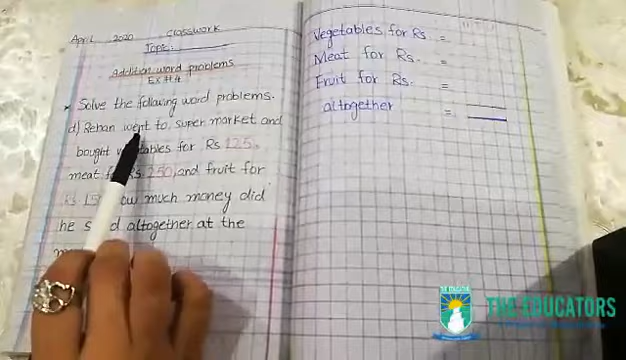 April 2020 Classwork
Topic:
Addition word problems
Ex # 4
* Solve the following word problems.
d) Rehan went to super market and
bought vegetables for Rs 125,
meat for Rs. 250, and fruit for
how much money did
he spend altogether at the
Vegetables for Rs =
Meat for Rs. =
Fruit for Rs. =
altogether =
THE EDUCATORS